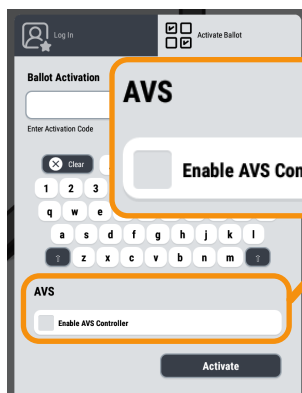 Log In
Activate Ballot
Ballot Activation
Enter Activation Code
AVS
Enable AVS Con
Clear
1 2 3
q w e
a s d f g h j k l
z x c v b n m
AVS
Enable AVS Controller
Activate